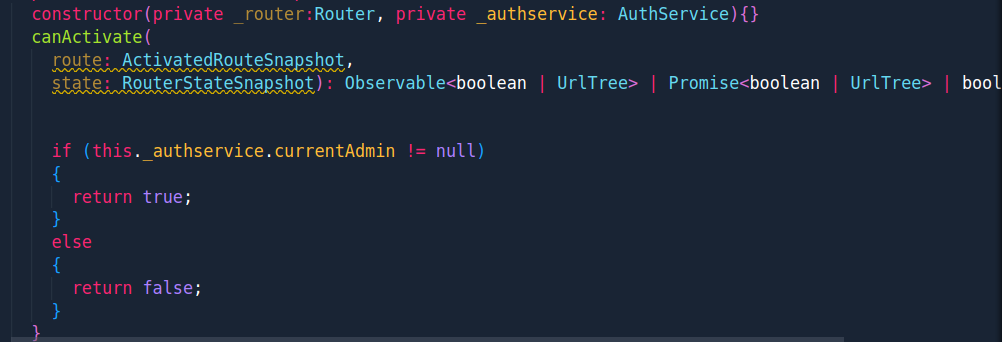 constructor(private _router:Router, private _authservice: AuthService){}
canActivate(
route: ActivatedRouteSnapshot,
state: RouterStateSnapshot): Observable<boolean | UrlTree> | Promise<boolean | UrlTree> | bool
if (this._authservice.currentAdmin != null)
{
return true;
}
else
{
return false;
}
}